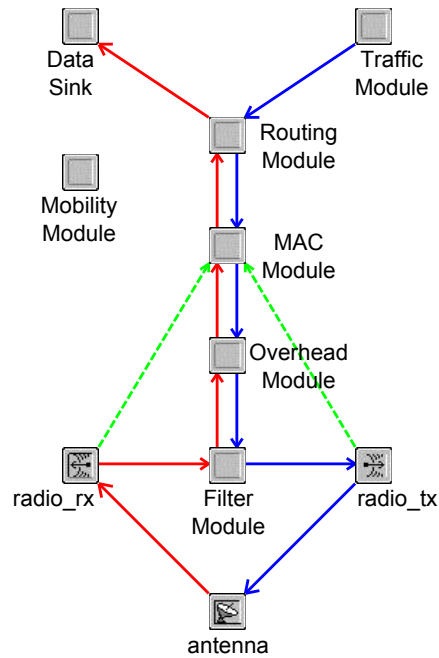 Data
Sink
Traffic
Module
Routing
Module
Mobility
Module
MAC
Module
Overhead
Module
radio_rx
Filter
Module
radio_tx
antenna